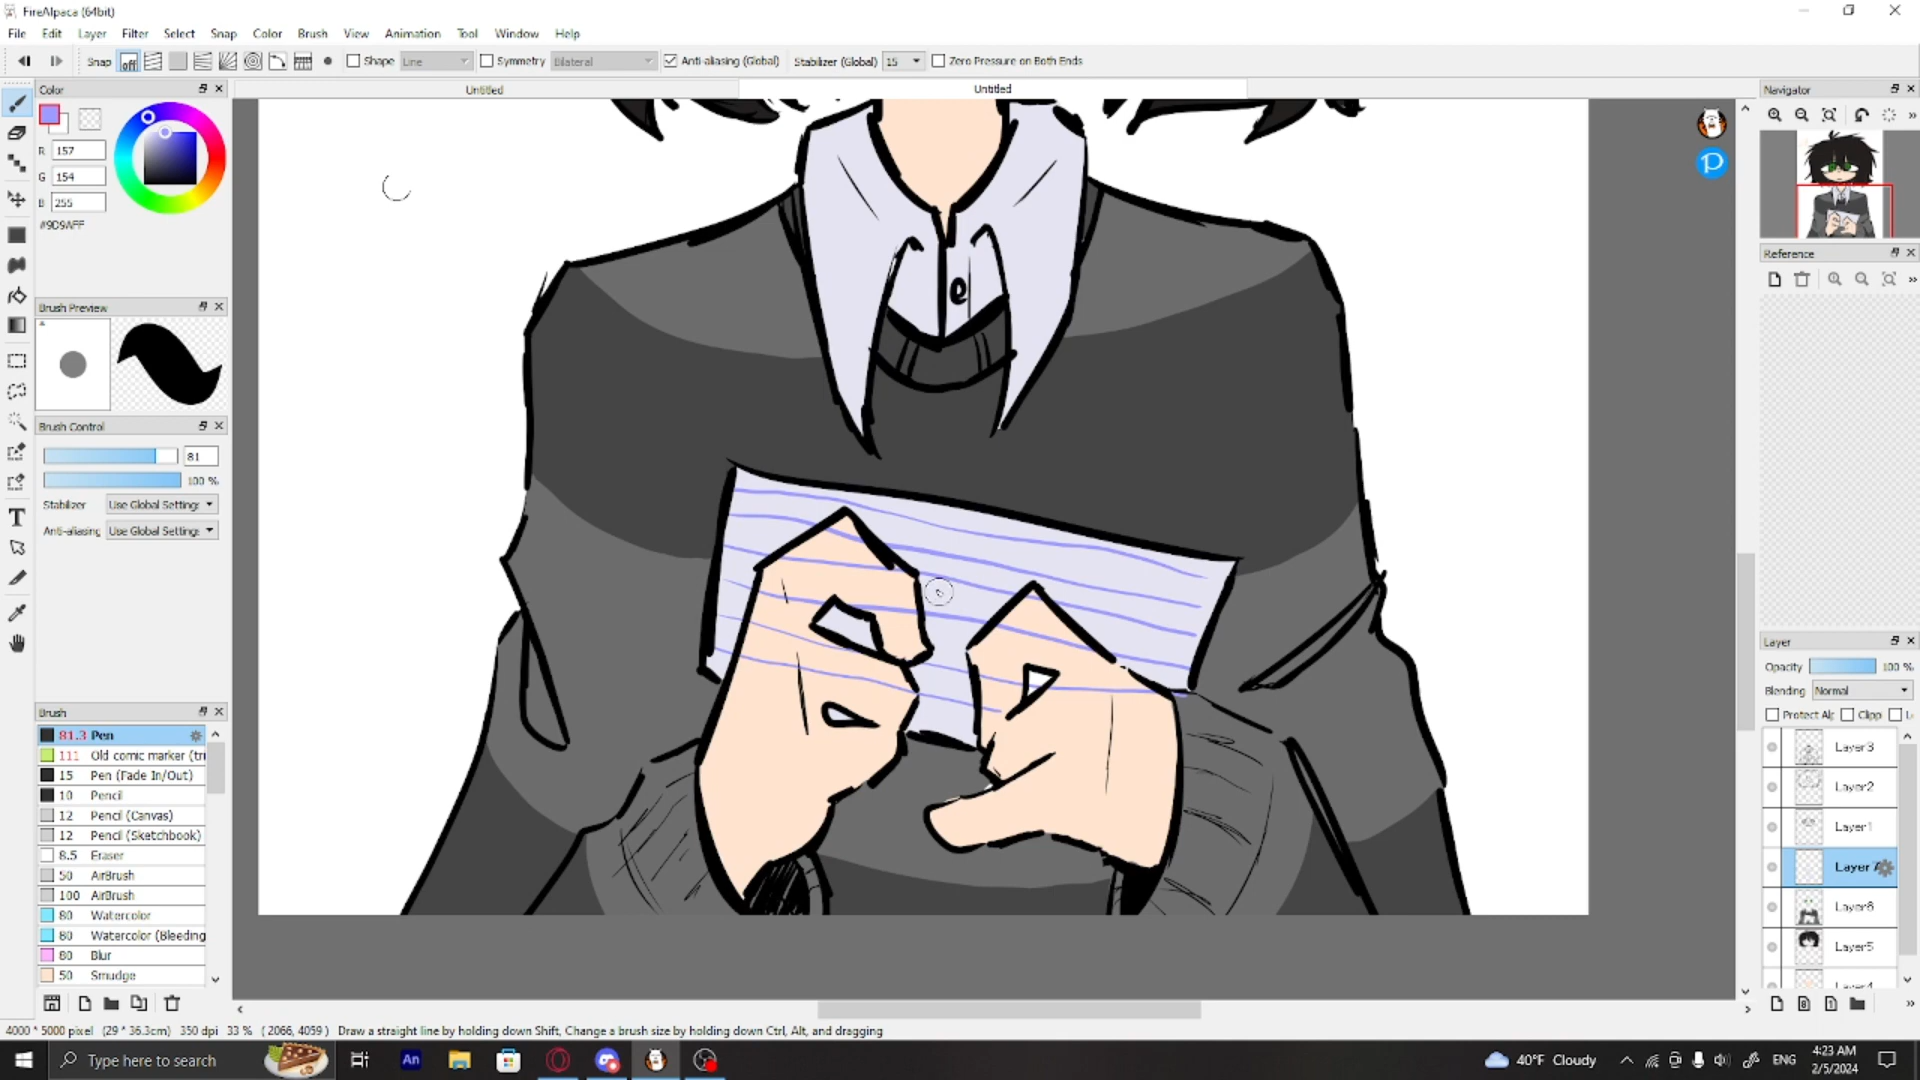 FireAlpaca (64bit)
File Edit Layer Filter Select Snap Color Brush View Animation Tool Window Help
Snap off Shape Line Symmetry Bilateral Anti-aliasing (Global) Stabilizer (Global) 15 Zero Pressure on Both Ends
Color
Untitled
Untitled
Navigator
R 157
G 154
B 255
#9D9AFF
Reference
Brush Preview
Brush Control
81
100 %
Stabilizer Use Global Setting:
Anti-aliasing Use Global Setting:
Layer
Opacity 100 %
Blending Normal
Protect Alp Clipp L
Layer3
Layer2
Layer1
Layer7
Layer6
Layer5
Layer4
Brush
81.3 Pen
111 Old comic marker (tri
15 Pen (Fade In/Out)
10 Pencil
12 Pencil (Canvas)
12 Pencil (Sketchbook)
8.5 Eraser
50 AirBrush
100 AirBrush
80 Watercolor
80 Watercolor (Bleeding
80 Blur
50 Smudge
4000 * 5000 pixel (29 * 36.3cm) 350 dpi 33 % ( 2066, 4059 ) Draw a straight line by holding down Shift, Change a brush size by holding down Ctrl, Alt, and dragging
Type here to search
An
40°F Cloudy
ENG
4:23 AM
2/5/2024